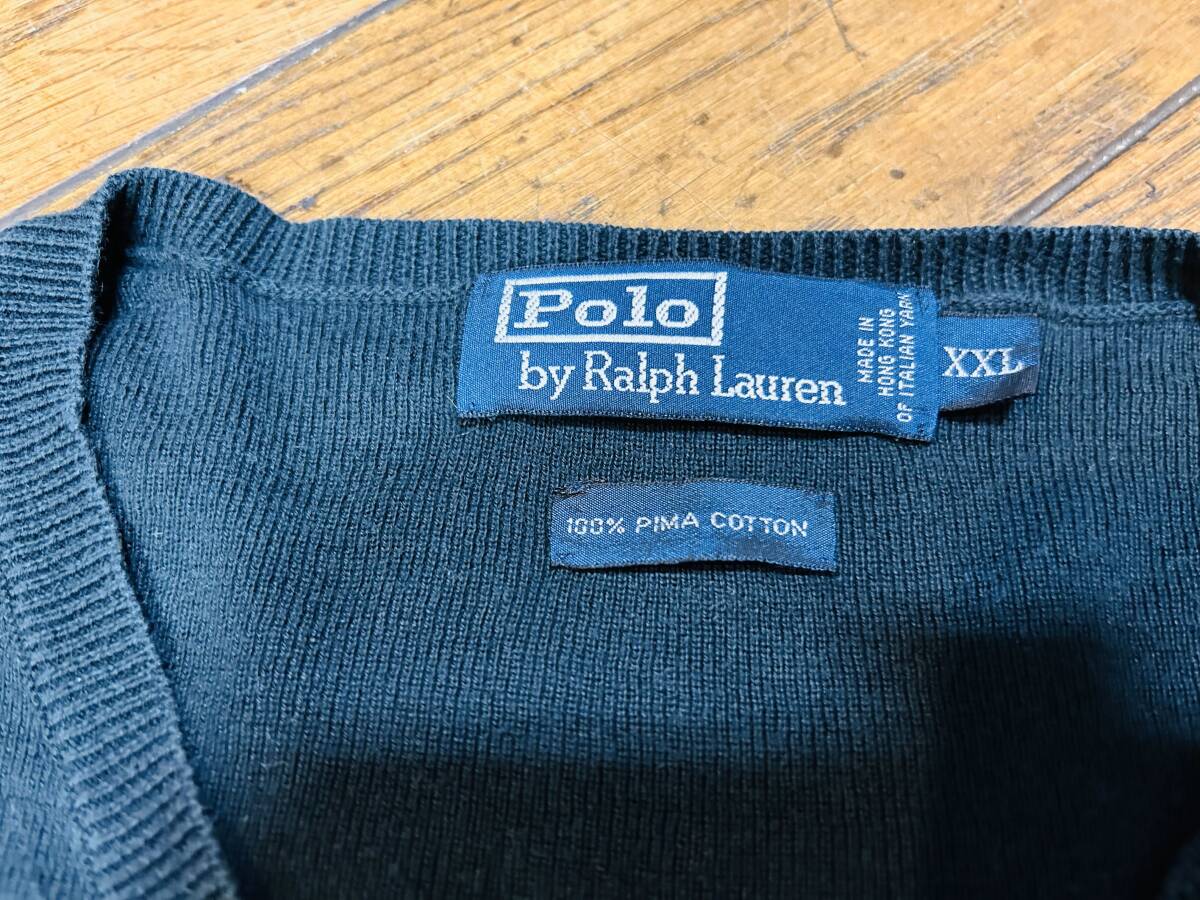 Polo
by Ralph Lauren
MADE IN
HONG KONG
OF ITALIAN YARN
XXL
100% PIMA COTTON